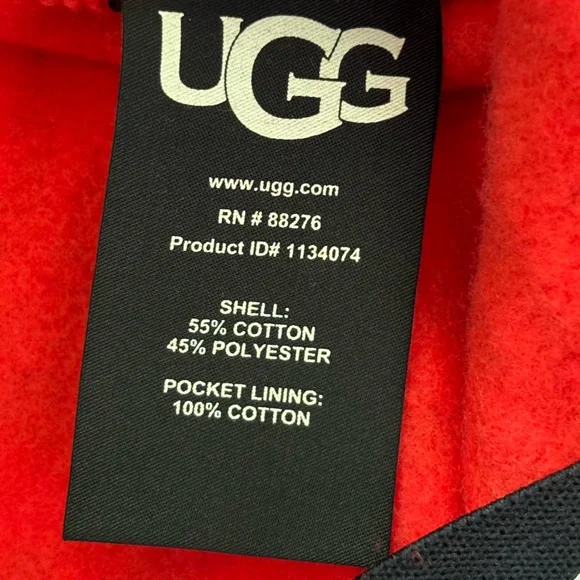 UGG
www.ugg.com
RN # 88276
Product ID# 1134074
SHELL:
55% COTTON
45% POLYESTER
POCKET LINING:
100% COTTON